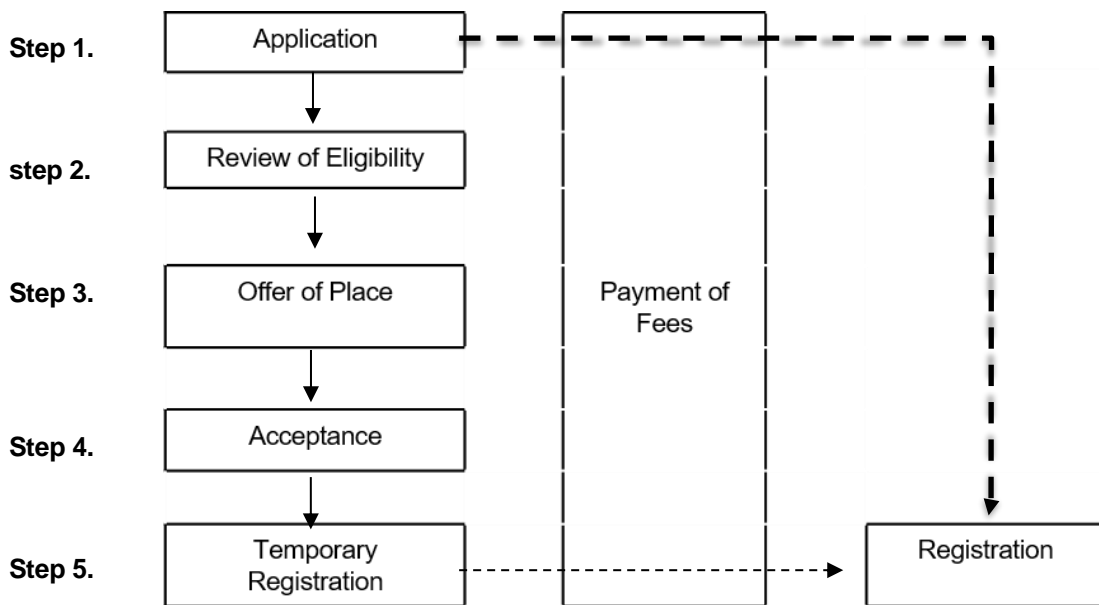 Step 1.
Application
step 2.
Review of Eligibility
Step 3.
Offer of Place
Payment of
Fees
Step 4.
Acceptance
Step 5.
Temporary
Registration
Registration